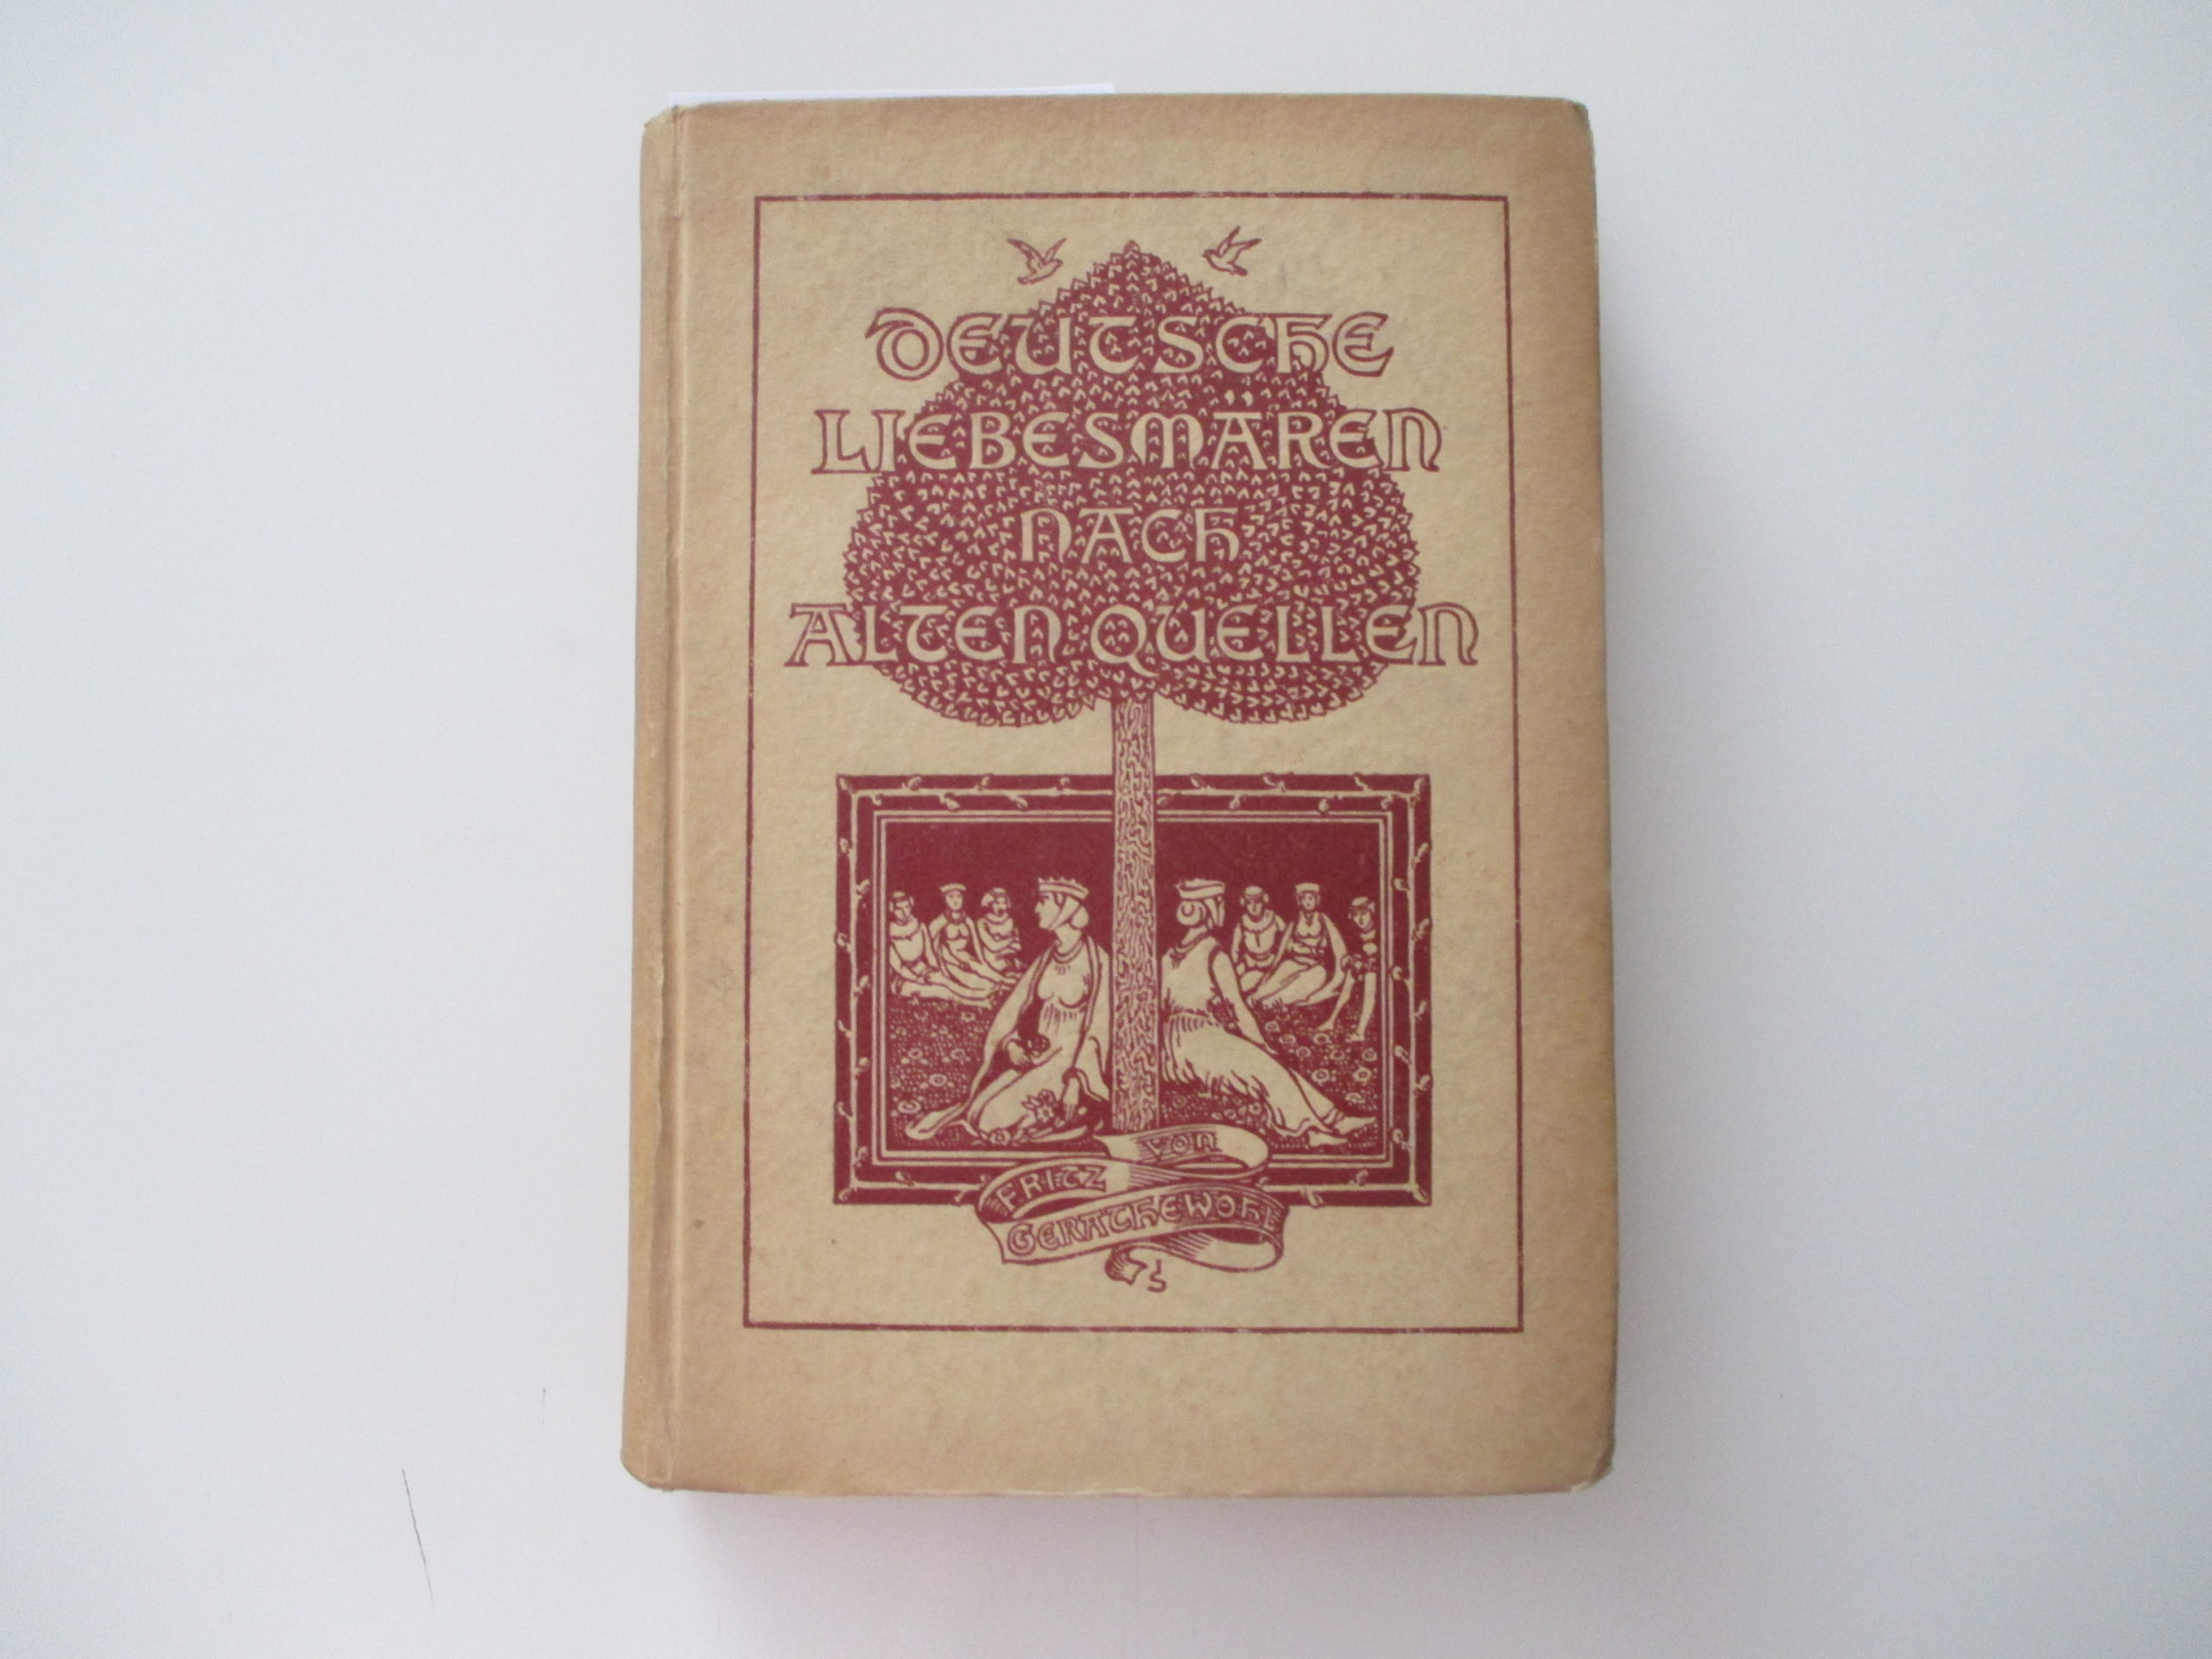 DEUTSCHE
LIEBESMÄREN
NACH
ALTEN QUELLEN
VON
FRITZ
GERATHEWOHL